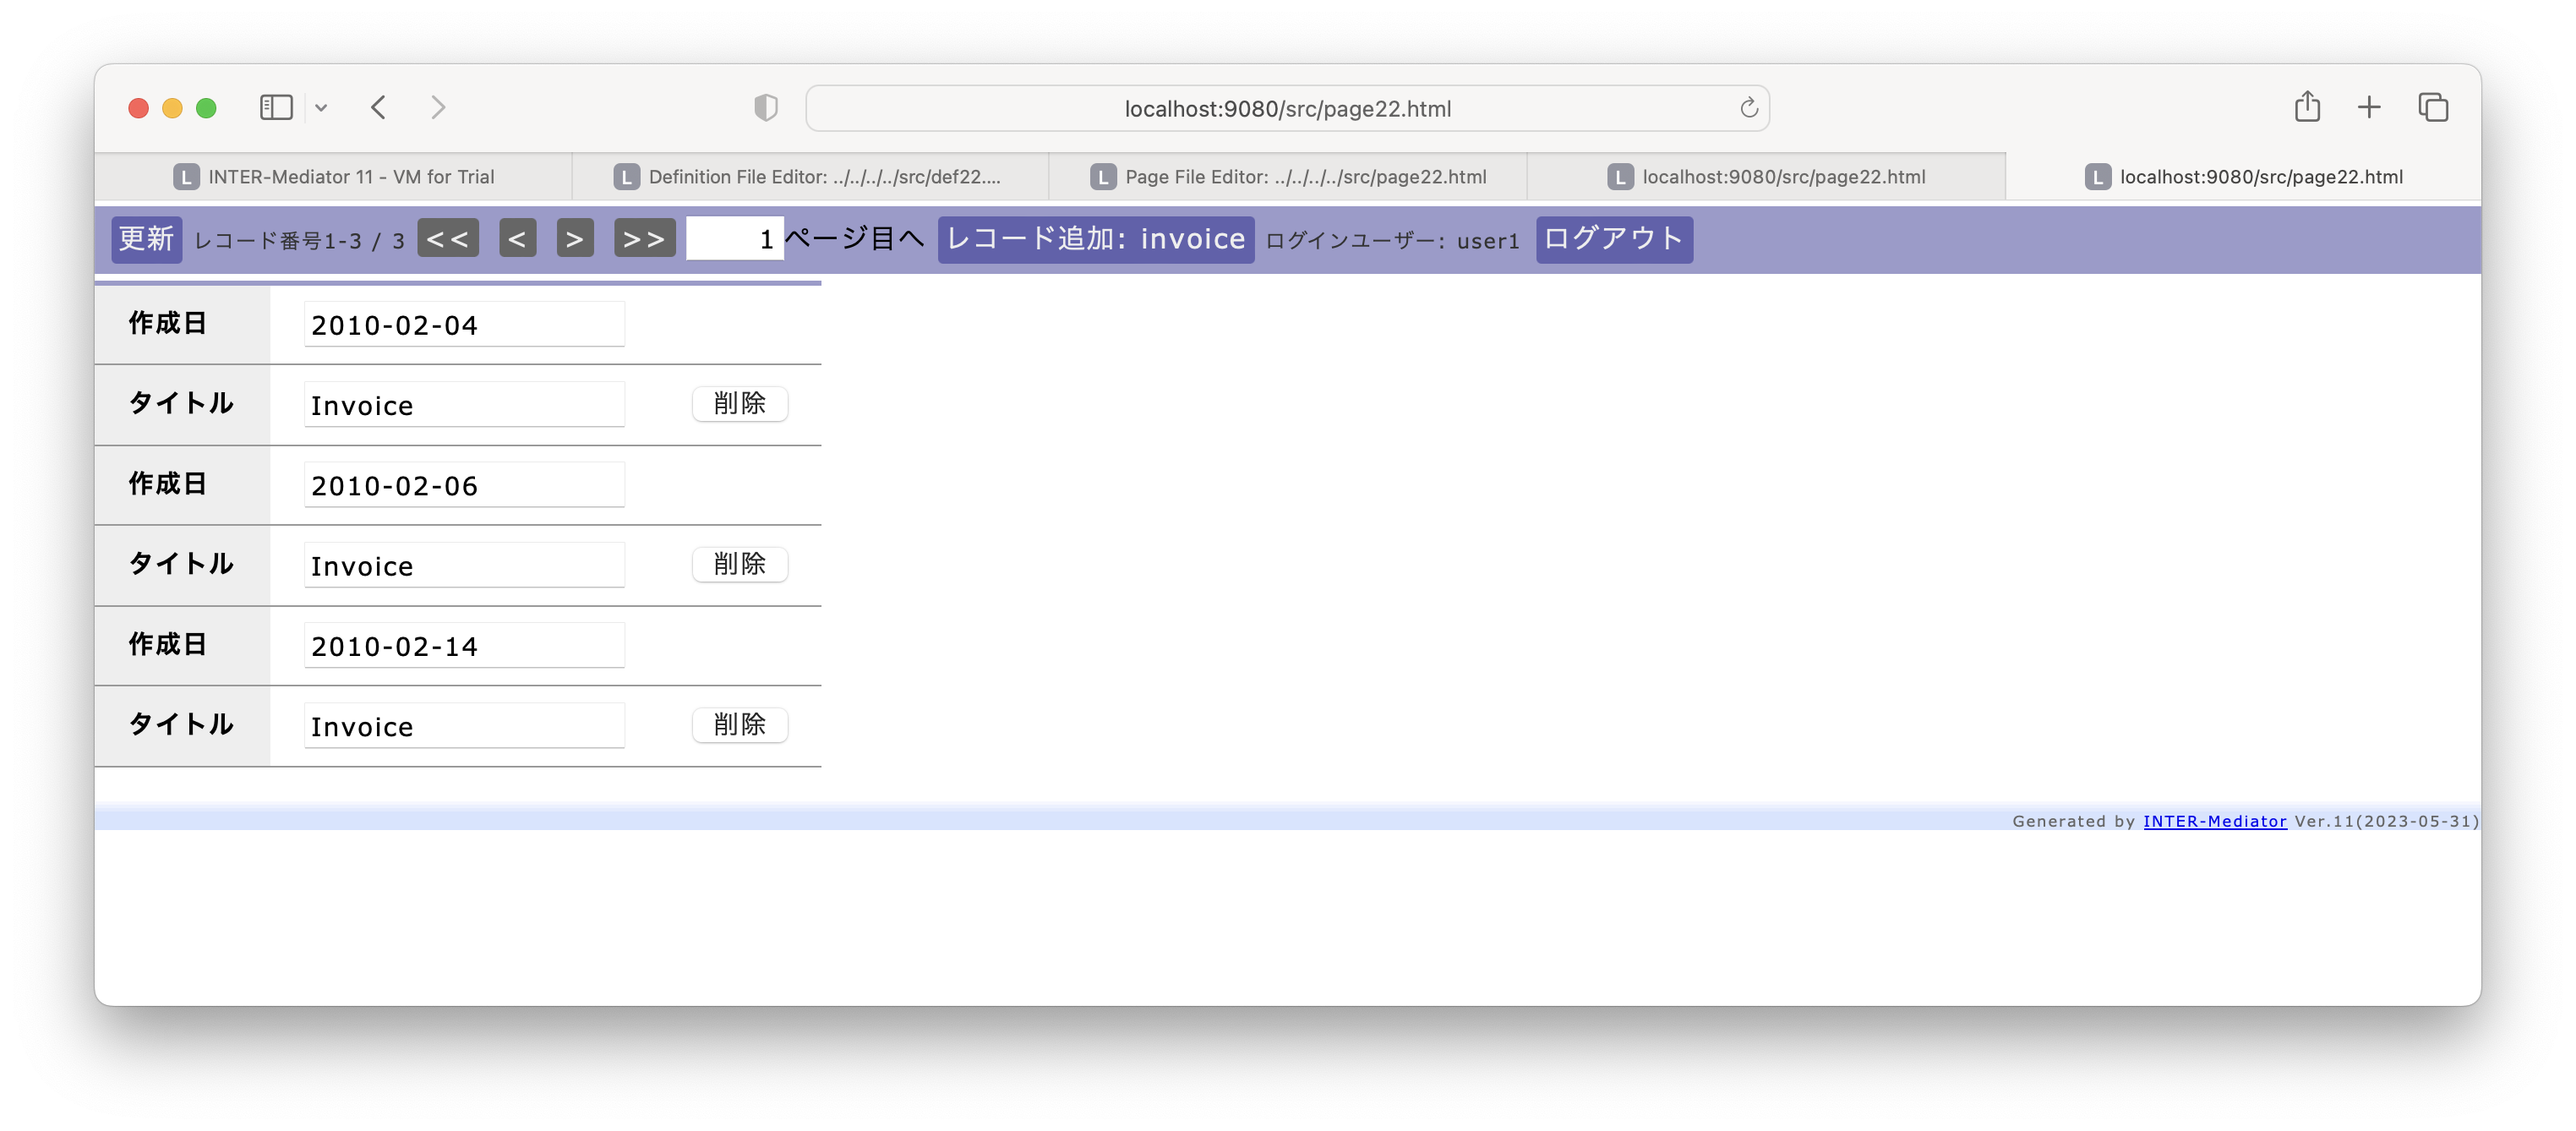 localhost:9080/src/page22.html
L INTER-Mediator 11 - VM for Trial
L Definition File Editor: ../../../../src/def22....
L Page File Editor: ../../../../src/page22.html
L localhost:9080/src/page22.html
L localhost:9080/src/page22.html
更新 レコード番号1-3 / 3 << < > >> 1 ページ目へ レコード追加: invoice ログインユーザー: user1 ログアウト
作成日 2010-02-04
タイトル Invoice 削除
作成日 2010-02-06
タイトル Invoice 削除
作成日 2010-02-14
タイトル Invoice 削除
Generated by INTER-Mediator Ver.11(2023-05-31)